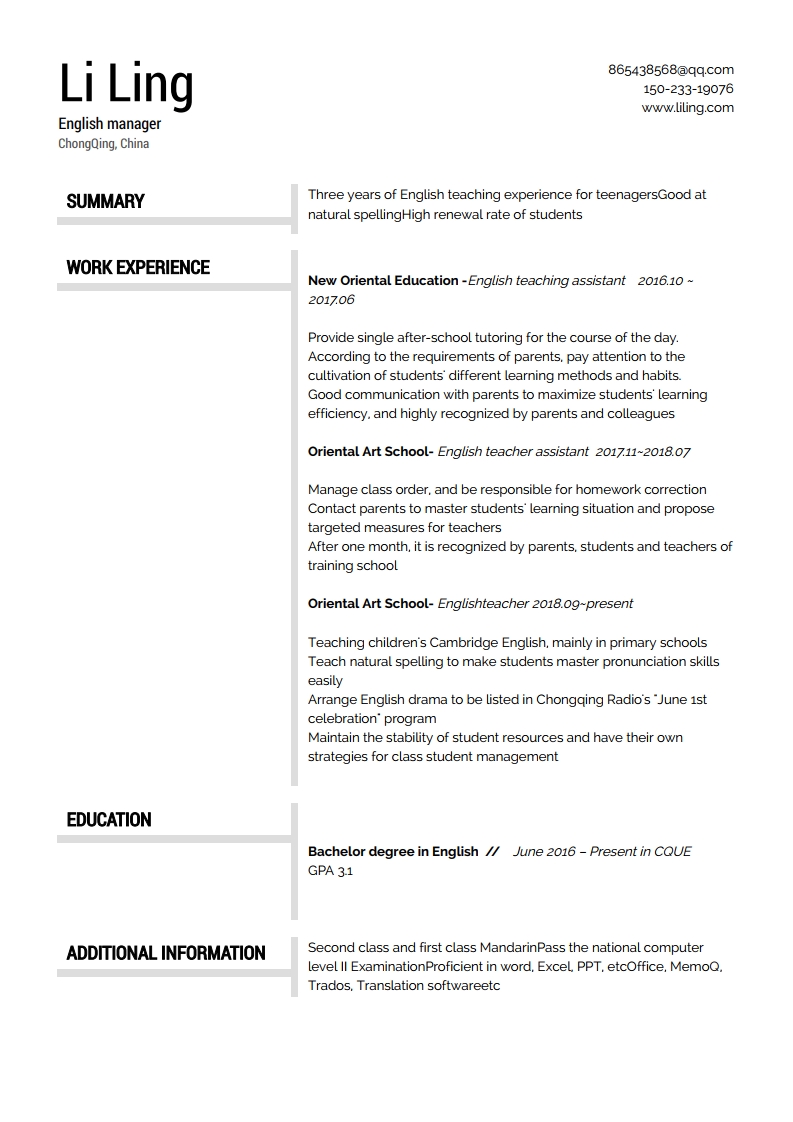 Li Ling
English manager
ChongQing, China
865438568@qq.com
150-233-19076
www.liling.com
SUMMARY
Three years of English teaching experience for teenagersGood at
natural spellingHigh renewal rate of students
WORK EXPERIENCE
New Oriental Education -English teaching assistant 2016.10 ~
2017.06
Provide single after-school tutoring for the course of the day.
According to the requirements of parents, pay attention to the
cultivation of students' different learning methods and habits.
Good communication with parents to maximize students' learning
efficiency, and highly recognized by parents and colleagues
Oriental Art School- English teacher assistant 2017.11~2018.07
Manage class order, and be responsible for homework correction
Contact parents to master students' learning situation and propose
targeted measures for teachers
After one month, it is recognized by parents, students and teachers of
training school
Oriental Art School- Englishteacher 2018.09~present
Teaching children's Cambridge English, mainly in primary schools
Teach natural spelling to make students master pronunciation skills
easily
Arrange English drama to be listed in Chongqing Radio's "June 1st
celebration" program
Maintain the stability of student resources and have their own
strategies for class student management
EDUCATION
Bachelor degree in English // June 2016 – Present in CQUE
GPA 3.1
ADDITIONAL INFORMATION
Second class and first class MandarinPass the national computer
level II ExaminationProficient in word, Excel, PPT, etcOffice, MemoQ,
Trados, Translation softwareetc